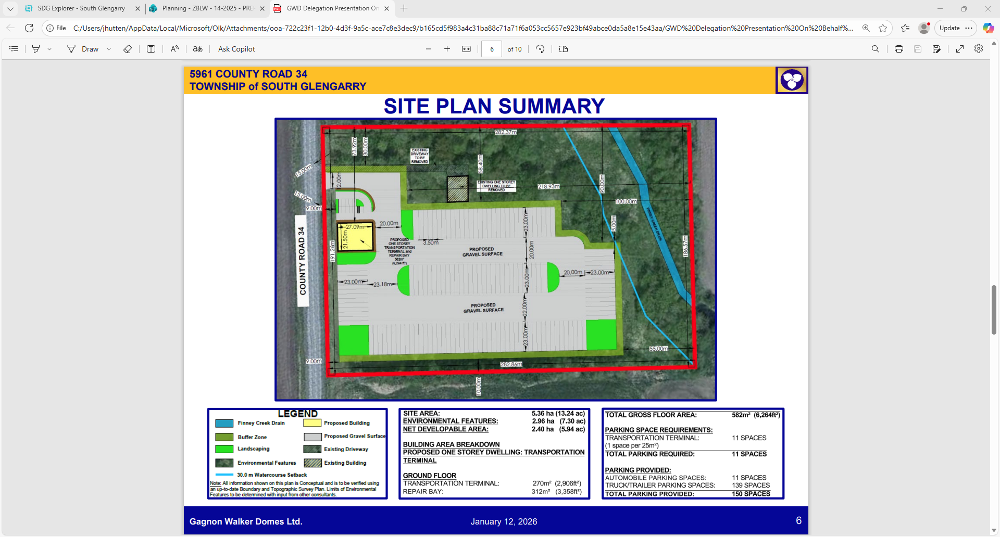 SDG Explorer - South Glengarry
Planning - ZBLW - 14-2025 - PREP
GWD Delegation Presentation On
File
C:/Users/jhutten/AppData/Local/Microsoft/Olk/Attachments/ooa-722c23f1-12b0-4d3f-9a5c-ace7c8e3dec9/b165cd5f983a4c31ba88c71a71f6a053cc5657e923bf49abce0da5a8e15e43aa/GWD%20Delegation%20Presentation%20On%20Behalf%...
Update
Draw
Ask Copilot
6 of 10
5961 COUNTY ROAD 34
TOWNSHIP of SOUTH GLENGARRY
SITE PLAN SUMMARY
282.37m
73.92m
30.00m
EXISTING
DRIVEWAY
TO BE
REMOVED
58.40m
15.00m
12.00m
EXISTING ONE STOREY
DWELLING TO BE
REMOVED
218.93m
90.00m
15.00m
100.00m
9.00m
FINNEY CREEK DRAIN
27.09m
20.00m
23.00m
5.00m
21.50m
COUNTY ROAD 34
191.26m
PROPOSED
ONE STOREY
TRANSPORTATION
TERMINAL and
REPAIR BAY
582m²
(6,264 ft²)
3.50m
PROPOSED
GRAVEL SURFACE
20.00m
186.57m
23.00m
23.18m
23.00m
20.00m
23.00m
PROPOSED
GRAVEL SURFACE
22.00m
23.00m
55.00m
9.00m
282.86m
10.00m
LEGEND
Finney Creek Drain
Proposed Building
Buffer Zone
Proposed Gravel Surface
Landscaping
Existing Driveway
Environmental Features
Existing Building
30.0 m Watercourse Setback
Note: All information shown on this plan is Conceptual and is to be verified using
an up-to-date Boundary and Topographic Survey Plan. Limits of Environmental
Features to be determined with input from other consultants.
SITE AREA: 5.36 ha (13.24 ac)
ENVIRONMENTAL FEATURES: 2.96 ha (7.30 ac)
NET DEVELOPABLE AREA: 2.40 ha (5.94 ac)
BUILDING AREA BREAKDOWN
PROPOSED ONE STOREY DWELLING: TRANSPORTATION
TERMINAL
GROUND FLOOR
TRANSPORTATION TERMINAL: 270m² (2,906ft²)
REPAIR BAY: 312m² (3,358ft²)
TOTAL GROSS FLOOR AREA: 582m² (6,264ft²)
PARKING SPACE REQUIREMENTS:
TRANSPORTATION TERMINAL: 11 SPACES
(1 space per 25m²)
TOTAL PARKING REQUIRED: 11 SPACES
PARKING PROVIDED:
AUTOMOBILE PARKING SPACES: 11 SPACES
TRUCK/TRAILER PARKING SPACES: 139 SPACES
TOTAL PARKING PROVIDED: 150 SPACES
Gagnon Walker Domes Ltd.
January 12, 2026
6